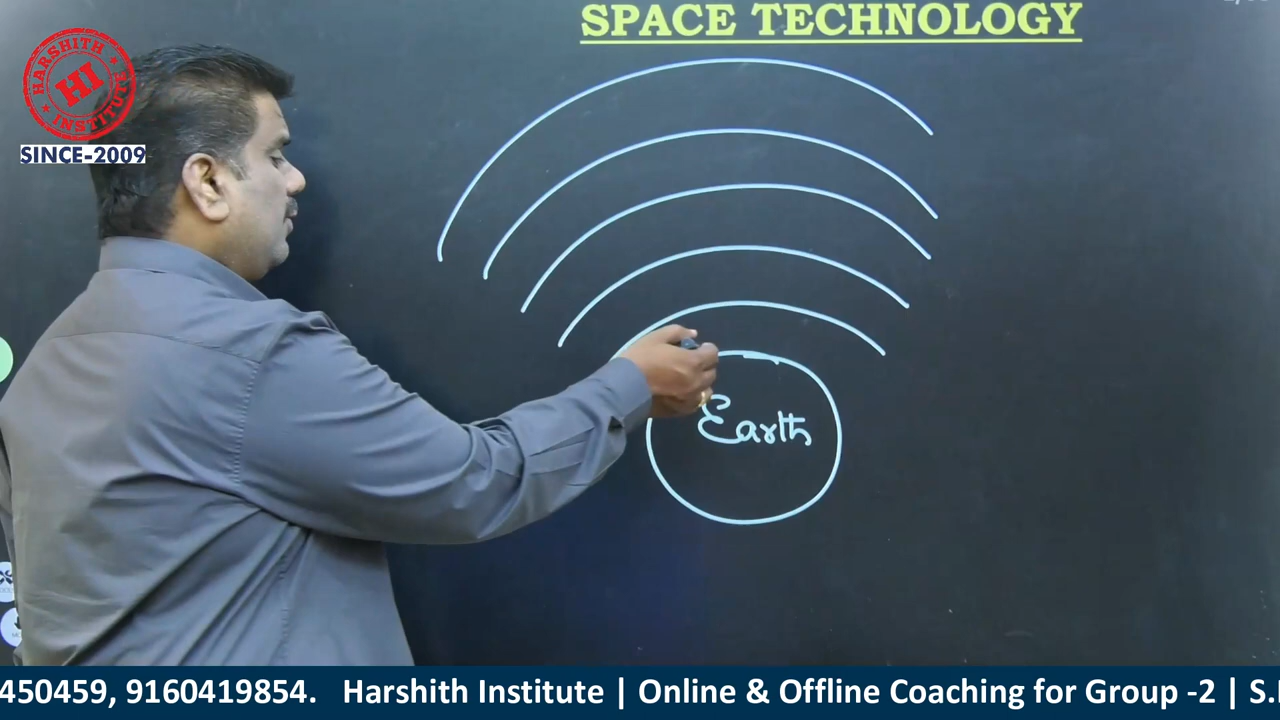 SPACE TECHNOLOGY
HARSHITH
HI
INSTITUTE
SINCE-2009
Earth
450459, 9160419854. Harshith Institute | Online & Offline Coaching for Group -2 | S.